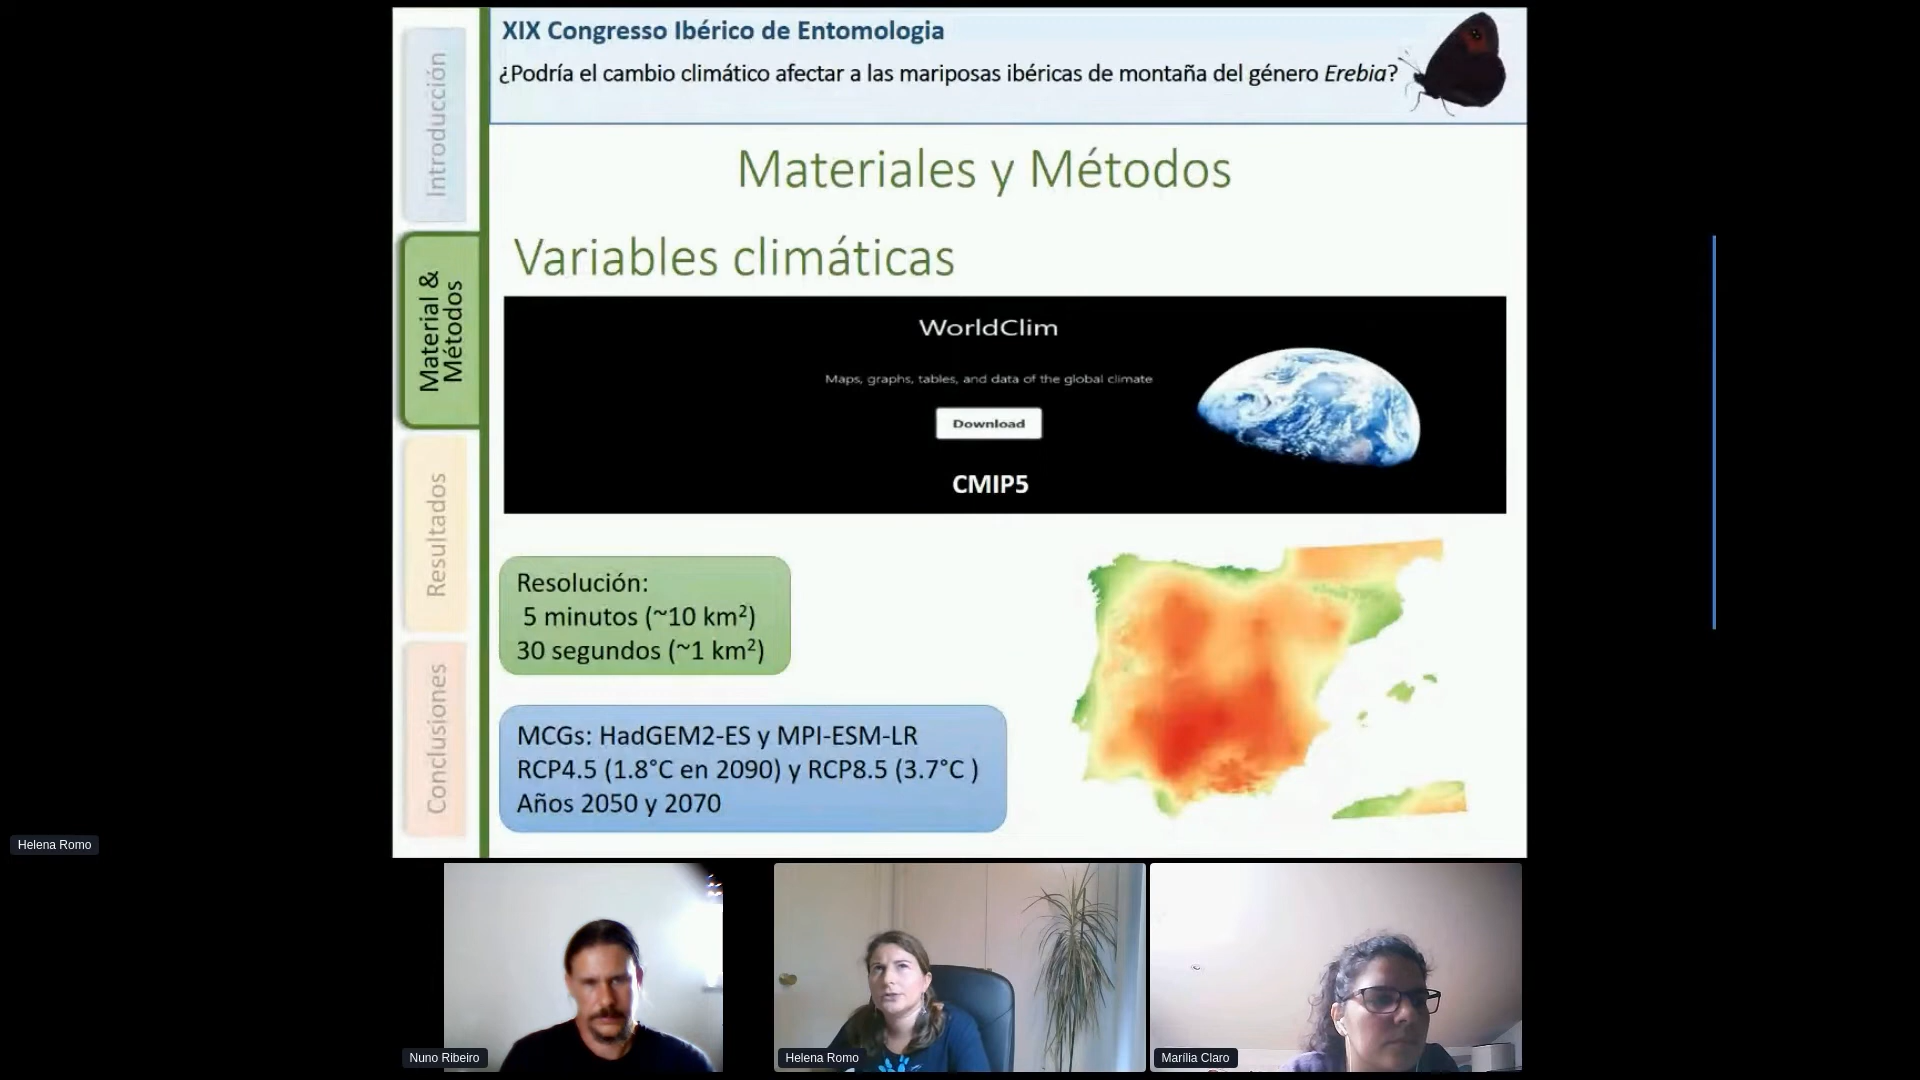 XIX Congresso Ibérico de Entomologia
¿Podría el cambio climático afectar a las mariposas ibéricas de montaña del género Erebia?
Introducción
Material &
Métodos
Resultados
Conclusiones
Materiales y Métodos
Variables climáticas
WorldClim
Maps, graphs, tables, and data of the global climate
Download
CMIP5
Resolución:
5 minutos (~10 km²)
30 segundos (~1 km²)
MCGs: HadGEM2-ES y MPI-ESM-LR
RCP4.5 (1.8°C en 2090) y RCP8.5 (3.7°C )
Años 2050 y 2070
Helena Romo
Nuno Ribeiro
Helena Romo
Marília Claro